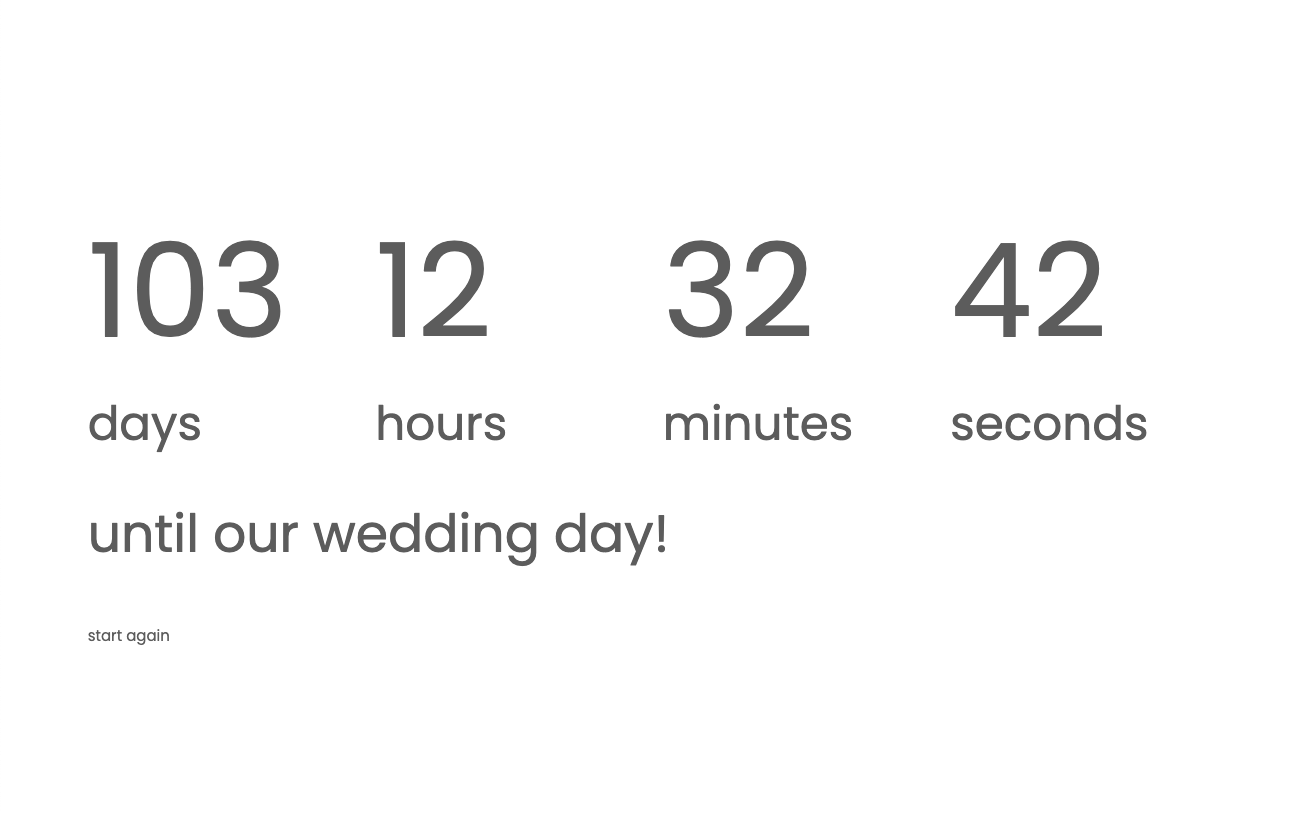 103 12 32 42
days hours minutes seconds
until our wedding day!
start again